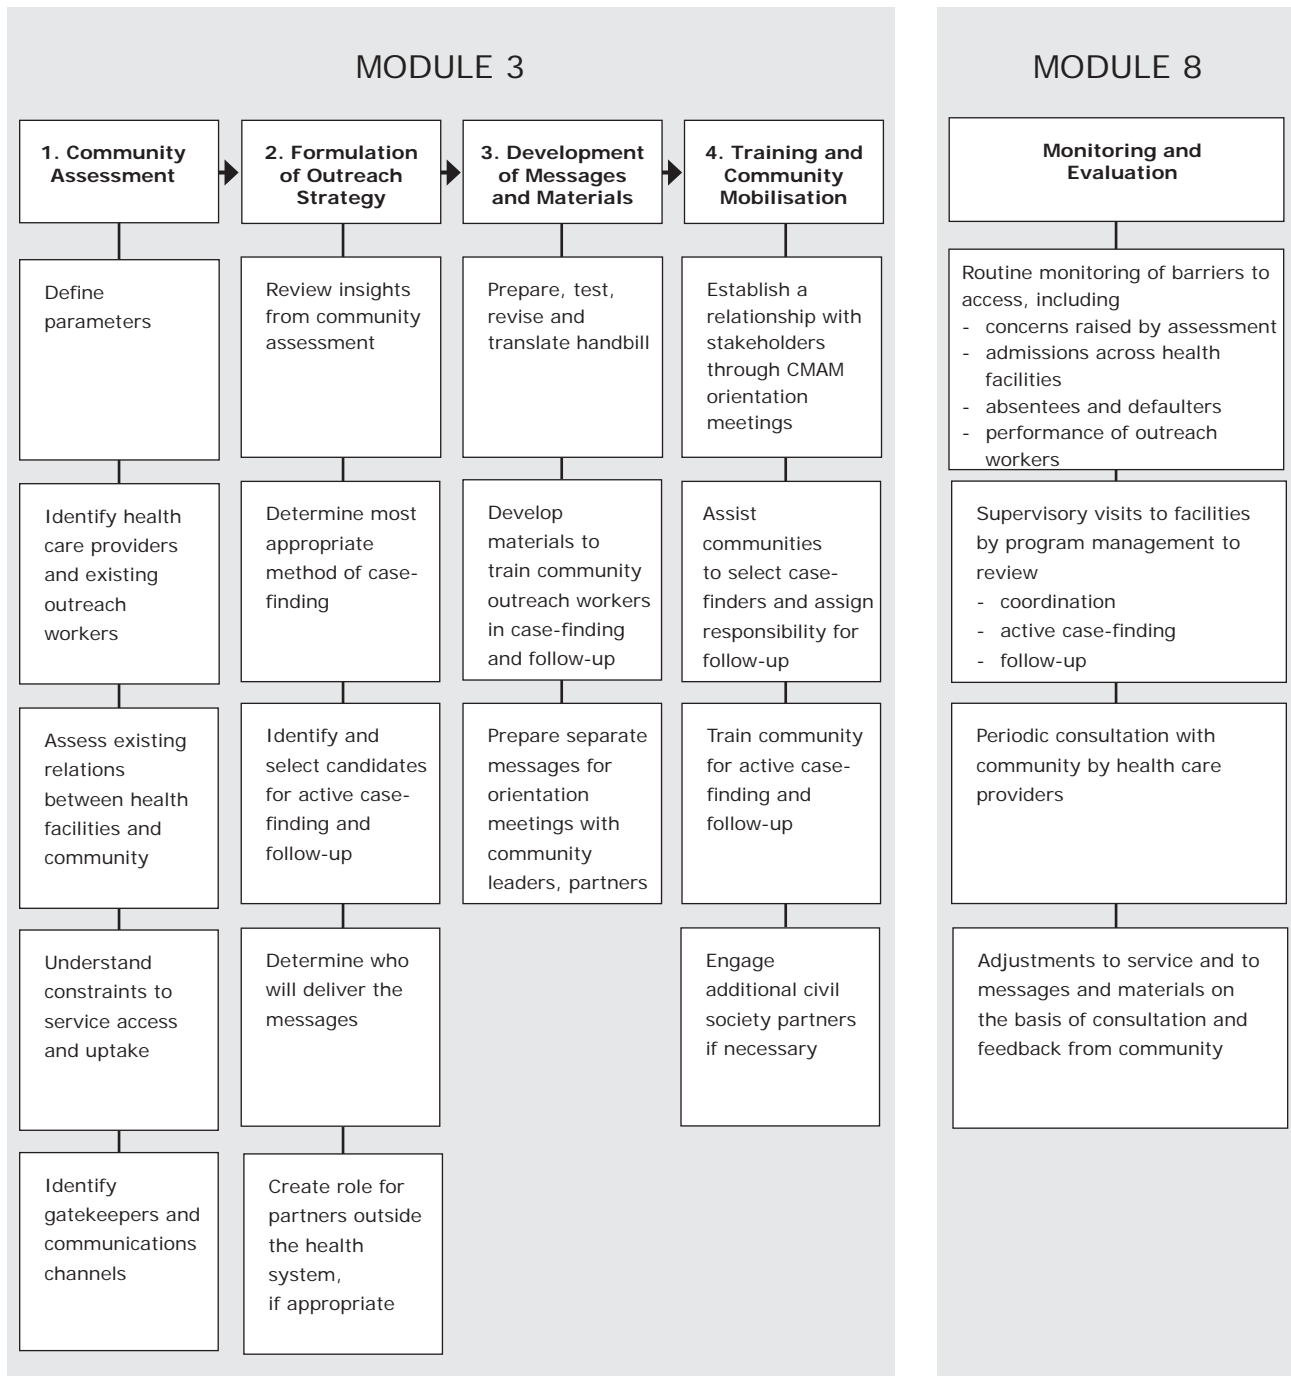 MODULE 3
1. Community
Assessment
Define
parameters
Identify health
care providers
and existing
outreach
workers
Assess existing
relations
between health
facilities and
community
Understand
constraints to
service access
and uptake
Identify
gatekeepers and
communications
channels
2. Formulation
of Outreach
Strategy
Review insights
from community
assessment
Determine most
appropriate
method of case-
finding
Identify and
select candidates
for active case-
finding and
follow-up
Determine who
will deliver the
messages
Create role for
partners outside
the health
system,
if appropriate
3. Development
of Messages
and Materials
Prepare, test,
revise and
translate handbill
Develop
materials to
train community
outreach workers
in case-finding
and follow-up
Prepare separate
messages for
orientation
meetings with
community
leaders, partners
4. Training and
Community
Mobilisation
Establish a
relationship with
stakeholders
through CMAM
orientation
meetings
Assist
communities
to select case-
finders and assign
responsibility for
follow-up
Train community
for active case-
finding and
follow-up
Engage
additional civil
society partners
if necessary
MODULE 8
Monitoring and
Evaluation
Routine monitoring of barriers to
access, including
- concerns raised by assessment
- admissions across health
facilities
- absentees and defaulters
- performance of outreach
workers
Supervisory visits to facilities
by program management to
review
- coordination
- active case-finding
- follow-up
Periodic consultation with
community by health care
providers
Adjustments to service and to
messages and materials on
the basis of consultation and
feedback from community